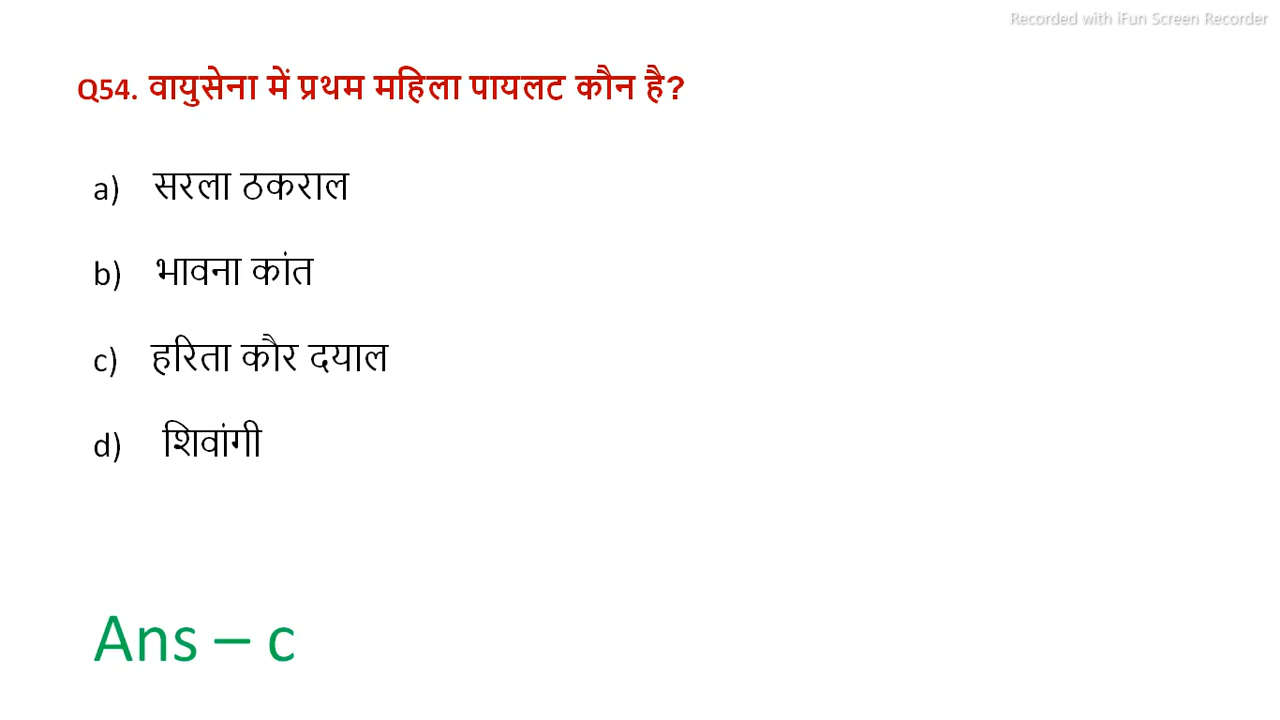 Recorded with iFun Screen Recorder
Q54. वायुसेना में प्रथम महिला पायलट कौन है?
a) सरला ठकराल
b) भावना कांत
c) हरिता कौर दयाल
d) शिवांगी
Ans – c